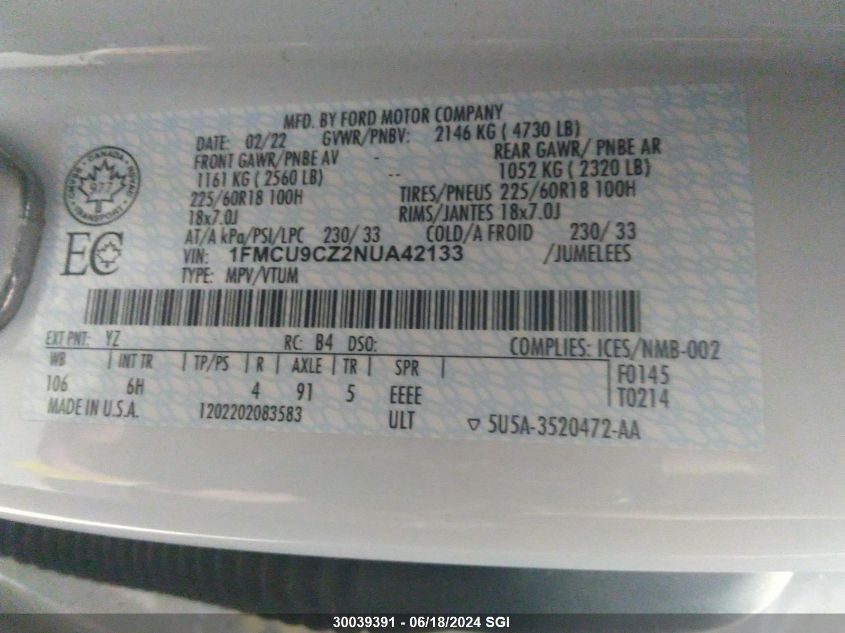 MFD. BY FORD MOTOR COMPANY
DATE: 02/22 GVWR/PNBV: 2146 KG ( 4730 LB)
FRONT GAWR/PNBE AV - REAR GAWR/ PNBE AR
1161 KG ( 2560 LB) -- 1052 KG ( 2320 LB)
225/60R18 100H TIRES/PNEUS 225/60R18 100H
18x7.0J RIMS/JANTES 18x7.0J
AT/A kPa/PSI/LPC 230/ 33 COLD/A FROID 230/ 33
VIN: 1FMCU9CZ2NUA42133 /JUMELEES
TYPE: MPV/VTUM
CANADA
977
TRANSPORT
EC
EXT PNT: YZ RC: B4 DSO: COMPLIES: ICES/NMB-002
WB INT TR TP/PS R AXLE TR SPR F0145
106 6H 4 91 5 EEEE T0214
MADE IN U.S.A. 1202202083583 ULT ▽ 5U5A-3520472-AA
30039391 - 06/18/2024 SGI